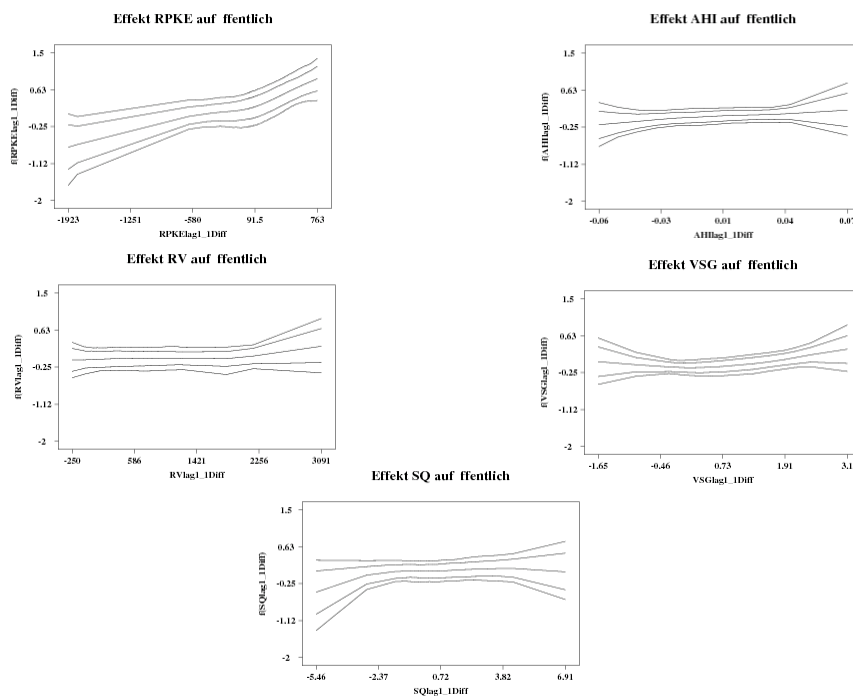 Effekt RPKE auf ffentlich
1.5
0.63
-0.25
-1.12
-2
f(RPKElag1_1Diff)
-1923 -1251 -580 91.5 763
RPKElag1_1Diff
Effekt AHI auf ffentlich
1.5
0.63
-0.25
-1.12
-2
f(AHIlag1_1Diff)
-0.06 -0.03 0.01 0.04 0.07
AHIlag1_1Diff
Effekt RV auf ffentlich
1.5
0.63
-0.25
-1.12
-2
f(RVlag1_1Diff)
-250 586 1421 2256 3091
RVlag1_1Diff
Effekt VSG auf ffentlich
1.5
0.63
-0.25
-1.12
-2
f(VSGlag1_1Diff)
-1.65 -0.46 0.73 1.91 3.1
VSGlag1_1Diff
Effekt SQ auf ffentlich
1.5
0.63
-0.25
-1.12
-2
f(SQlag1_1Diff)
-5.46 -2.37 0.72 3.82 6.91
SQlag1_1Diff